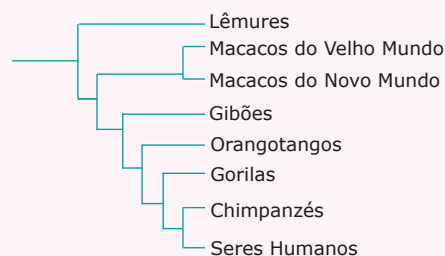 Lêmures
Macacos do Velho Mundo
Macacos do Novo Mundo
Gibões
Orangotangos
Gorilas
Chimpanzés
Seres Humanos